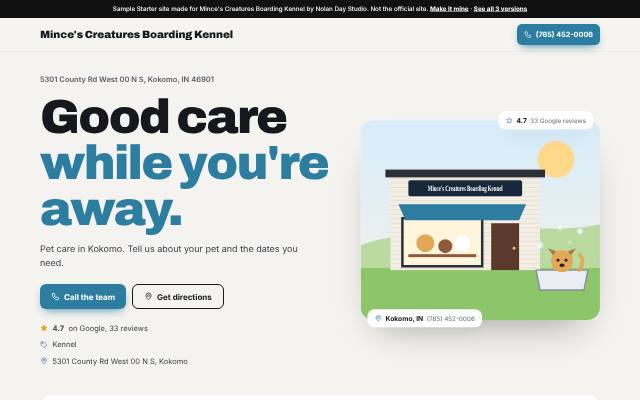 Sample Starter site made for Mince's Creatures Boarding Kennel by Nolan Day Studio. Not the official site. Make it mine · See all 3 versions
Mince's Creatures Boarding Kennel
(765) 452-0006
5301 County Rd West 00 N S, Kokomo, IN 46901
Good care
while you're
away.
Pet care in Kokomo. Tell us about your pet and the dates you
need.
Call the team
Get directions
4.7 on Google, 33 reviews
Kennel
5301 County Rd West 00 N S, Kokomo
4.7 33 Google reviews
Mince's Creatures Boarding Kennel
Kokomo, IN (765) 452-0006